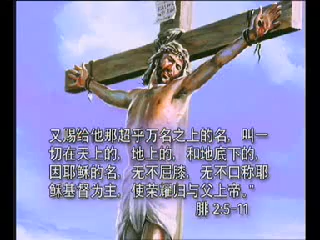 又赐给他那超乎万名之上的名，叫一
切在天上的，地上的，和地底下的，
因耶稣的名，无不屈膝，无不口称耶
稣基督为主，使荣耀归与父上帝。”
腓 2:5-11